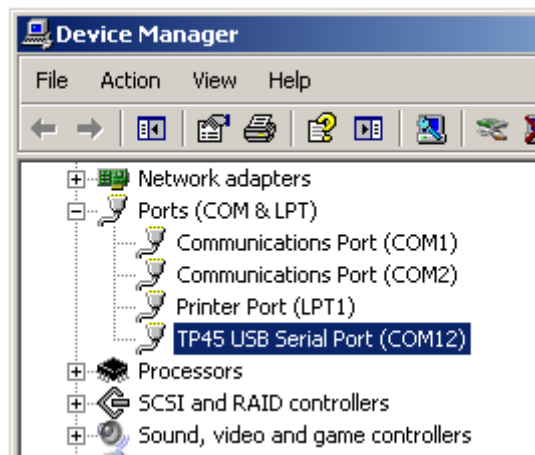 Device Manager
File Action View Help
Network adapters
Ports (COM & LPT)
Communications Port (COM1)
Communications Port (COM2)
Printer Port (LPT1)
TP45 USB Serial Port (COM12)
Processors
SCSI and RAID controllers
Sound, video and game controllers